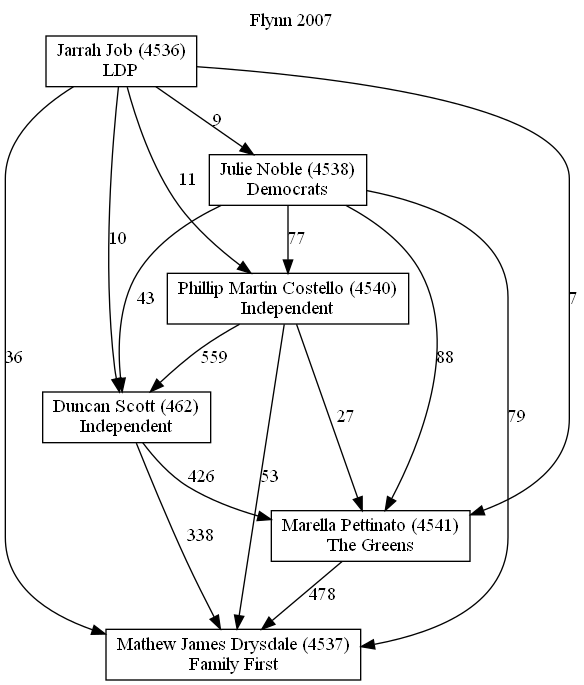 Flynn 2007
Jarrah Job (4536)
LDP
9
Julie Noble (4538)
Democrats
11
10
77
43
Phillip Martin Costello (4540)
Independent
7
36
559
88
Duncan Scott (462)
Independent
27
79
426
53
Marella Pettinato (4541)
The Greens
338
478
Mathew James Drysdale (4537)
Family First